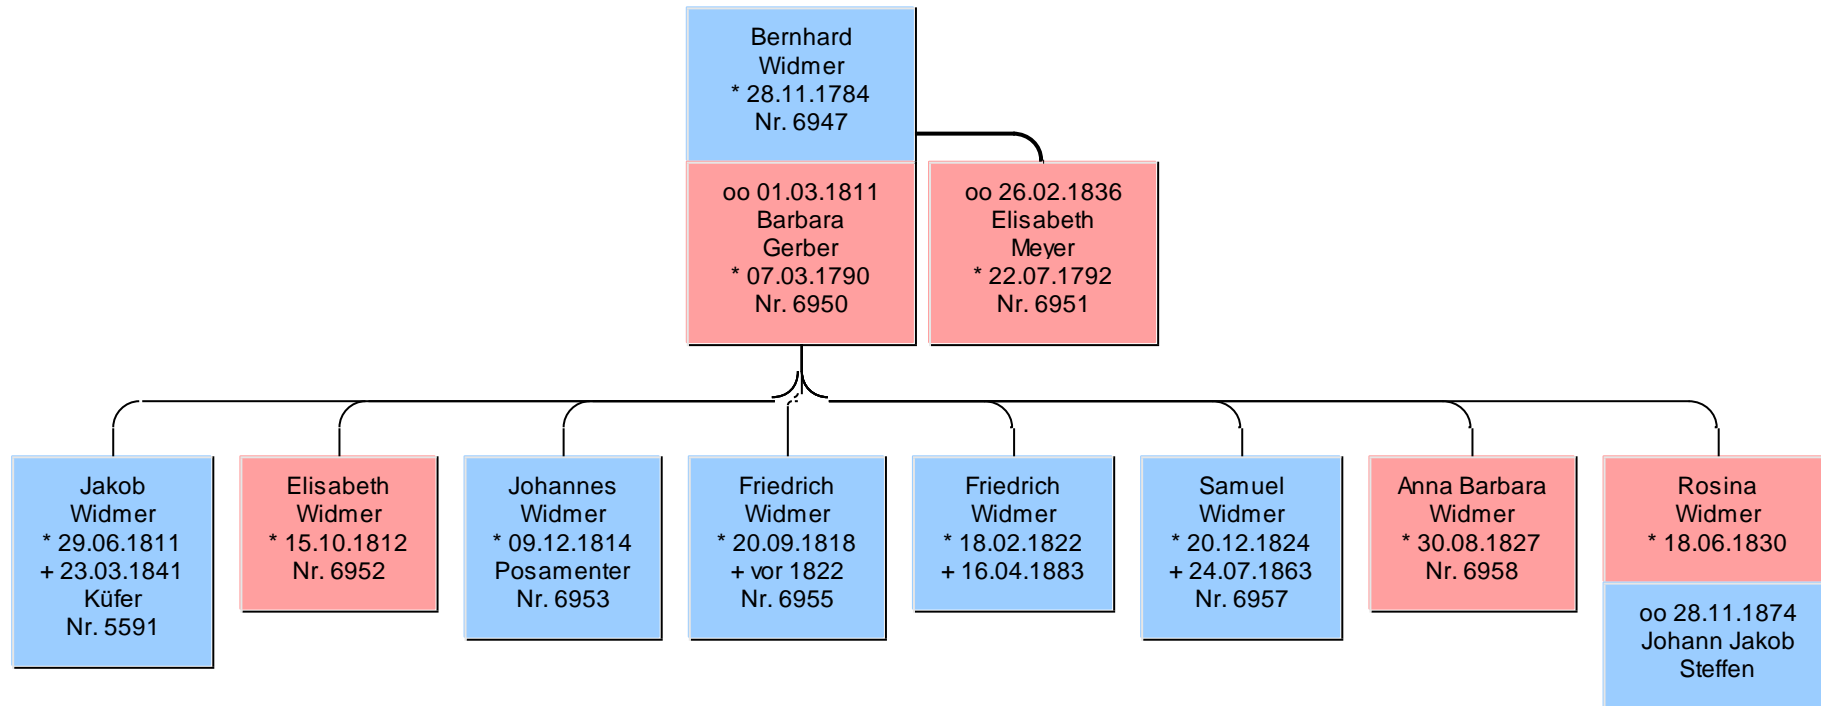 Bernhard
Widmer
* 28.11.1784
Nr. 6947
oo 01.03.1811
Barbara
Gerber
* 07.03.1790
Nr. 6950
oo 26.02.1836
Elisabeth
Meyer
* 22.07.1792
Nr. 6951
Jakob
Widmer
* 29.06.1811
+ 23.03.1841
Küfer
Nr. 5591
Elisabeth
Widmer
* 15.10.1812
Nr. 6952
Johannes
Widmer
* 09.12.1814
Posamenter
Nr. 6953
Friedrich
Widmer
* 20.09.1818
+ vor 1822
Nr. 6955
Friedrich
Widmer
* 18.02.1822
+ 16.04.1883
Samuel
Widmer
* 20.12.1824
+ 24.07.1863
Nr. 6957
Anna Barbara
Widmer
* 30.08.1827
Nr. 6958
Rosina
Widmer
* 18.06.1830
oo 28.11.1874
Johann Jakob
Steffen